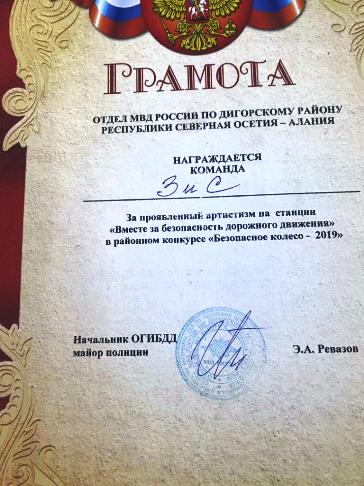 ГРАМОТА
ОТДЕЛ МВД РОССИИ ПО ДИГОРСКОМУ РАЙОНУ
РЕСПУБЛИКИ СЕВЕРНАЯ ОСЕТИЯ – АЛАНИЯ
НАГРАЖДАЕТСЯ
КОМАНДА
ЗиС
За проявленный артистизм на станции
«Вместе за безопасность дорожного движения»
в районном конкурсе «Безопасное колесо - 2019»
Начальник ОГИБДД
майор полиции Э.А. Ревазов